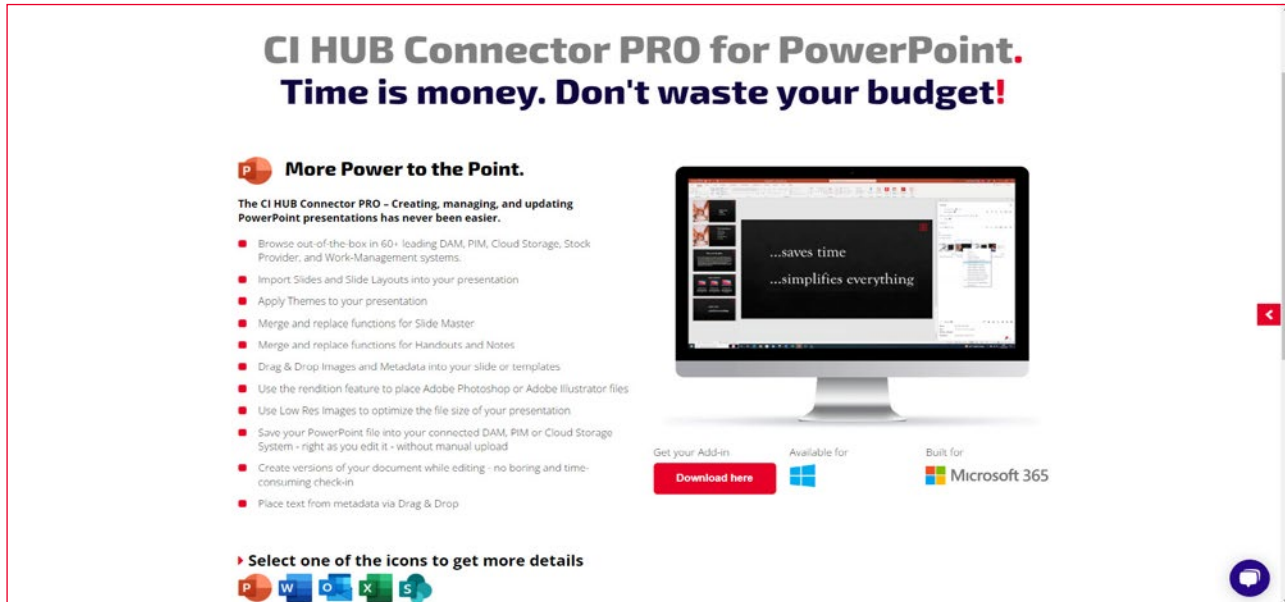 CI HUB Connector PRO for PowerPoint.
Time is money. Don't waste your budget!
P
More Power to the Point.
The CI HUB Connector PRO – Creating, managing, and updating
PowerPoint presentations has never been easier.
Browse out-of-the-box in 60+ leading DAM, PIM, Cloud Storage, Stock
Provider, and Work-Management systems.
Import Slides and Slide Layouts into your presentation
Apply Themes to your presentation
Merge and replace functions for Slide Master
Merge and replace functions for Handouts and Notes
Drag & Drop Images and Metadata into your slide or templates
Use the rendition feature to place Adobe Photoshop or Adobe Illustrator files
Use Low Res Images to optimize the file size of your presentation
Save your PowerPoint file into your connected DAM, PIM or Cloud Storage
System - right as you edit it - without manual upload
Create versions of your document while editing - no boring and time-
consuming check-in
Place text from metadata via Drag & Drop
...saves time
...simplifies everything
Get your Add-in
Download here
Available for
Built for
Microsoft 365
Select one of the icons to get more details
P W O X S